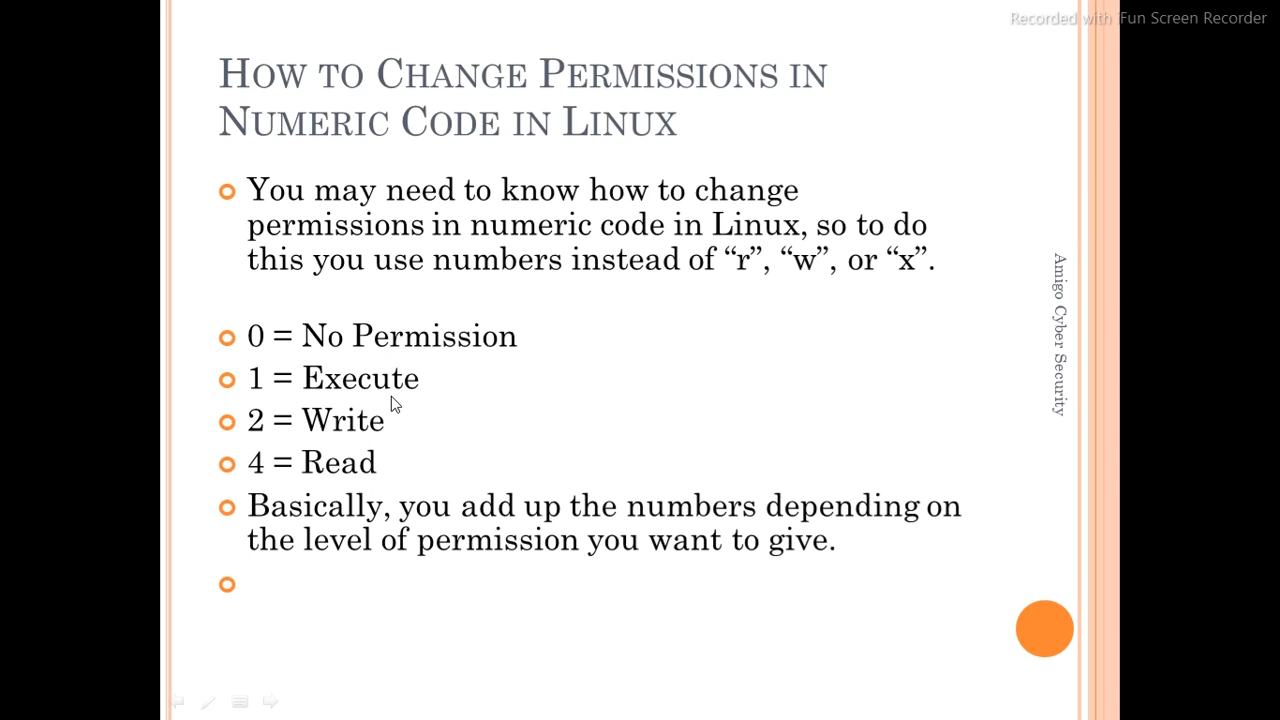 Recorded with iFun Screen Recorder
How to Change Permissions in
Numeric Code in Linux
You may need to know how to change
permissions in numeric code in Linux, so to do
this you use numbers instead of “r”, “w”, or “x”.
0 = No Permission
1 = Execute
2 = Write
4 = Read
Basically, you add up the numbers depending on
the level of permission you want to give.
Amigo Cyber Security